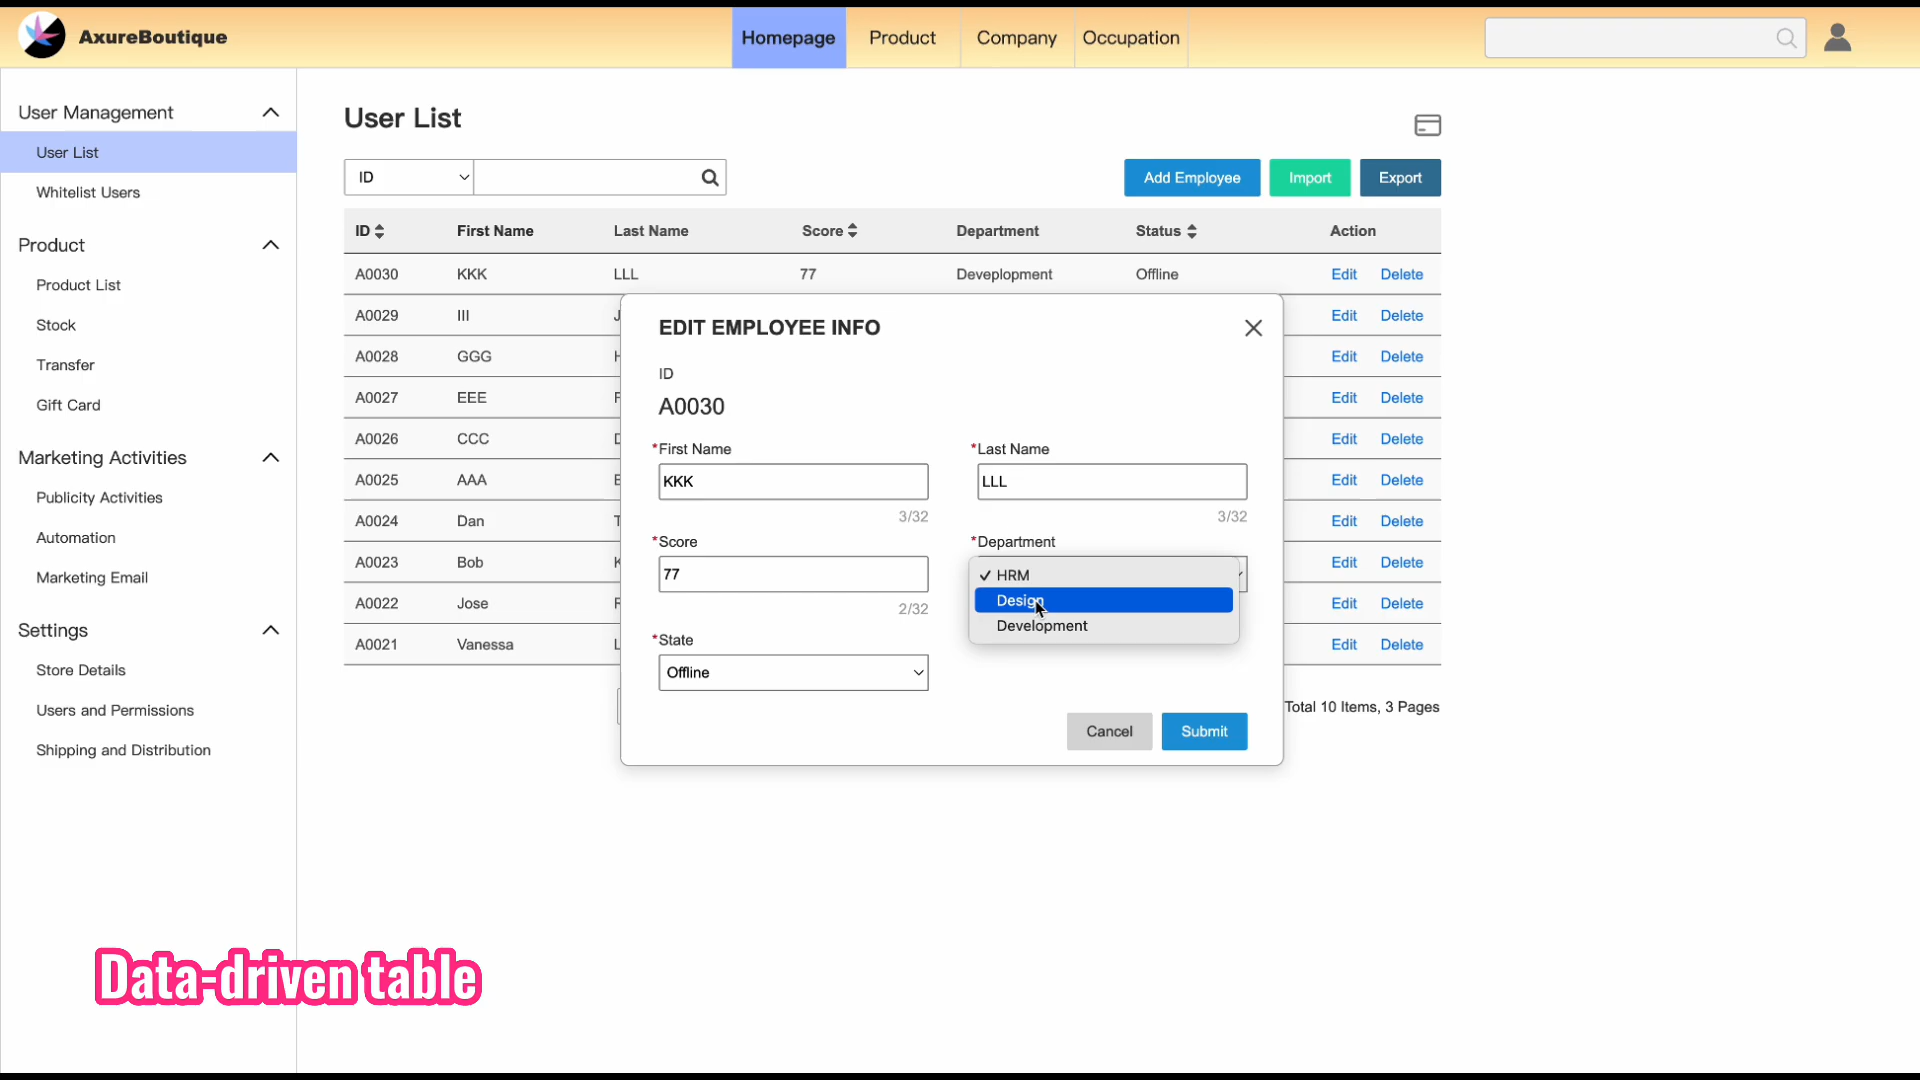 AxureBoutique
Homepage
Product
Company
Occupation
User Management
User List
Whitelist Users
Product
Product List
Stock
Transfer
Gift Card
Marketing Activities
Publicity Activities
Automation
Marketing Email
Settings
Store Details
Users and Permissions
Shipping and Distribution
User List
ID
Add Employee
Import
Export
ID First Name Last Name Score Department Status Action
A0030 KKK LLL 77 Deveplopment Offline Edit Delete
A0029 III J Edit Delete
A0028 GGG H Edit Delete
A0027 EEE F Edit Delete
A0026 CCC D Edit Delete
A0025 AAA B Edit Delete
A0024 Dan T Edit Delete
A0023 Bob K Edit Delete
A0022 Jose Edit Delete
A0021 Vanessa L Edit Delete
Total 10 Items, 3 Pages
EDIT EMPLOYEE INFO
ID
A0030
*First Name
KKK
3/32
*Last Name
LLL
3/32
*Score
77
2/32
*Department
✓ HRM
Design
Development
*State
Offline
Cancel
Submit
Data-driven table